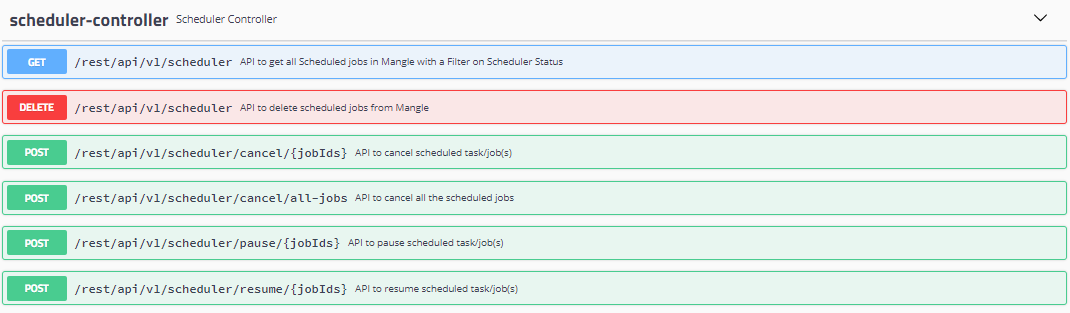 scheduler-controller Scheduler Controller
GET /rest/api/v1/scheduler API to get all Scheduled jobs in Mangle with a Filter on Scheduler Status
DELETE /rest/api/v1/scheduler API to delete scheduled jobs from Mangle
POST /rest/api/v1/scheduler/cancel/{jobIds} API to cancel scheduled task/job(s)
POST /rest/api/v1/scheduler/cancel/all-jobs API to cancel all the scheduled jobs
POST /rest/api/v1/scheduler/pause/{jobIds} API to pause scheduled task/job(s)
POST /rest/api/v1/scheduler/resume/{jobIds} API to resume scheduled task/job(s)